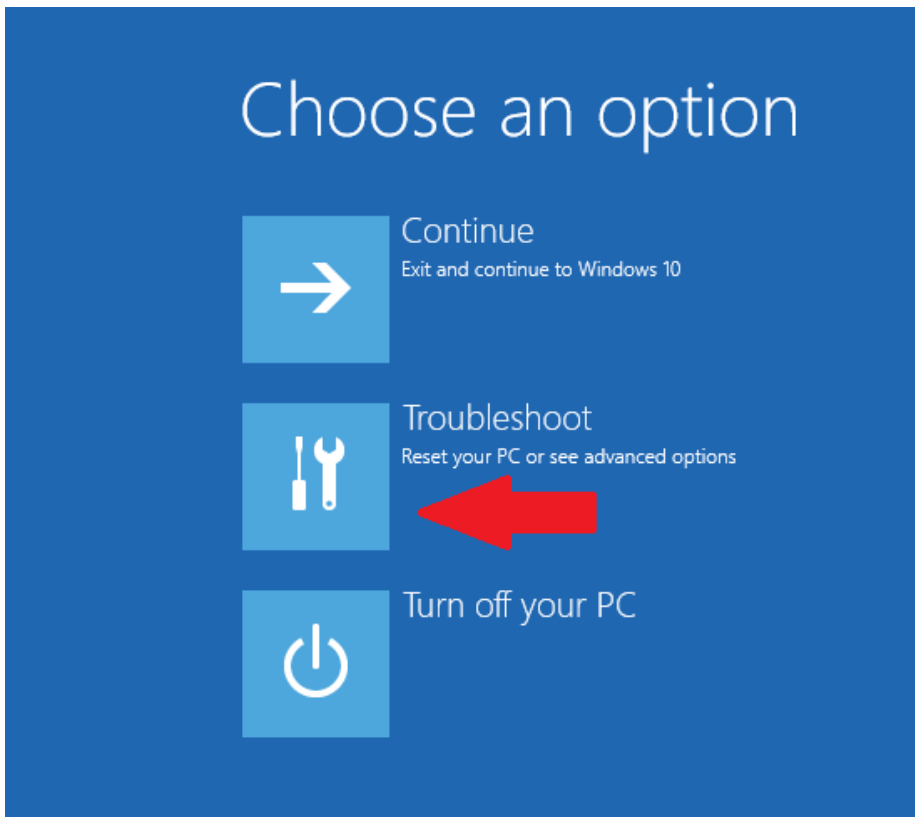 Choose an option
Continue
Exit and continue to Windows 10
Troubleshoot
Reset your PC or see advanced options
Turn off your PC